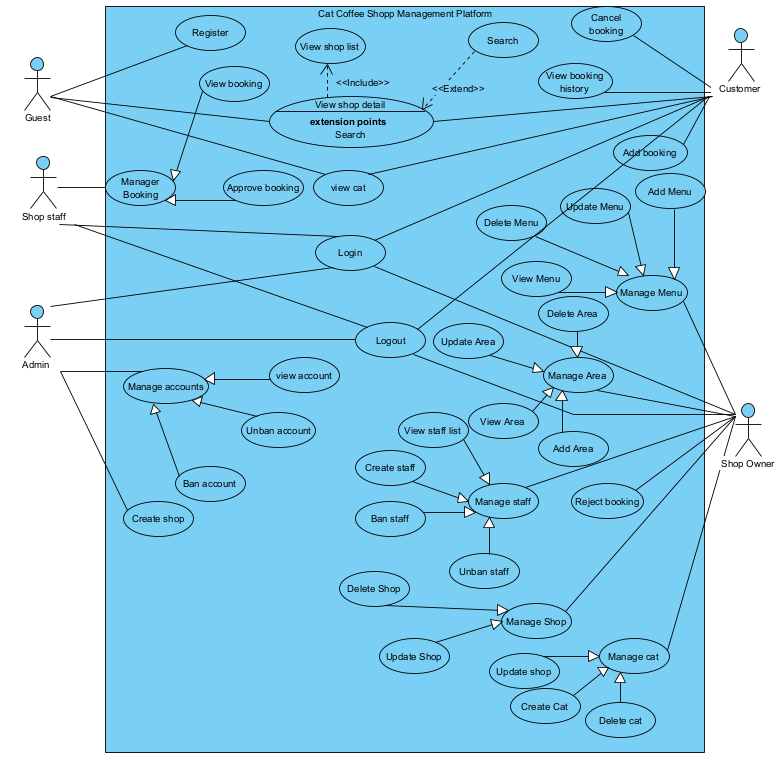 Cat Coffee Shopp Management Platform
Register
View shop list
Search
Cancel
booking
View booking
<<Include>>
<<Extend>>
View booking
history
Customer
Guest
View shop detail
extension points
Search
Add booking
Manager
Booking
Approve booking
view cat
Add Menu
Shop staff
Update Menu
Delete Menu
Login
View Menu
Manage Menu
Delete Area
Admin
Logout
Update Area
Manage accounts
view account
Manage Area
View Area
Unban account
View staff list
Add Area
Shop Owner
Create staff
Ban account
Manage staff
Reject booking
Create shop
Ban staff
Unban staff
Delete Shop
Manage Shop
Update Shop
Manage cat
Update shop
Create Cat
Delete cat